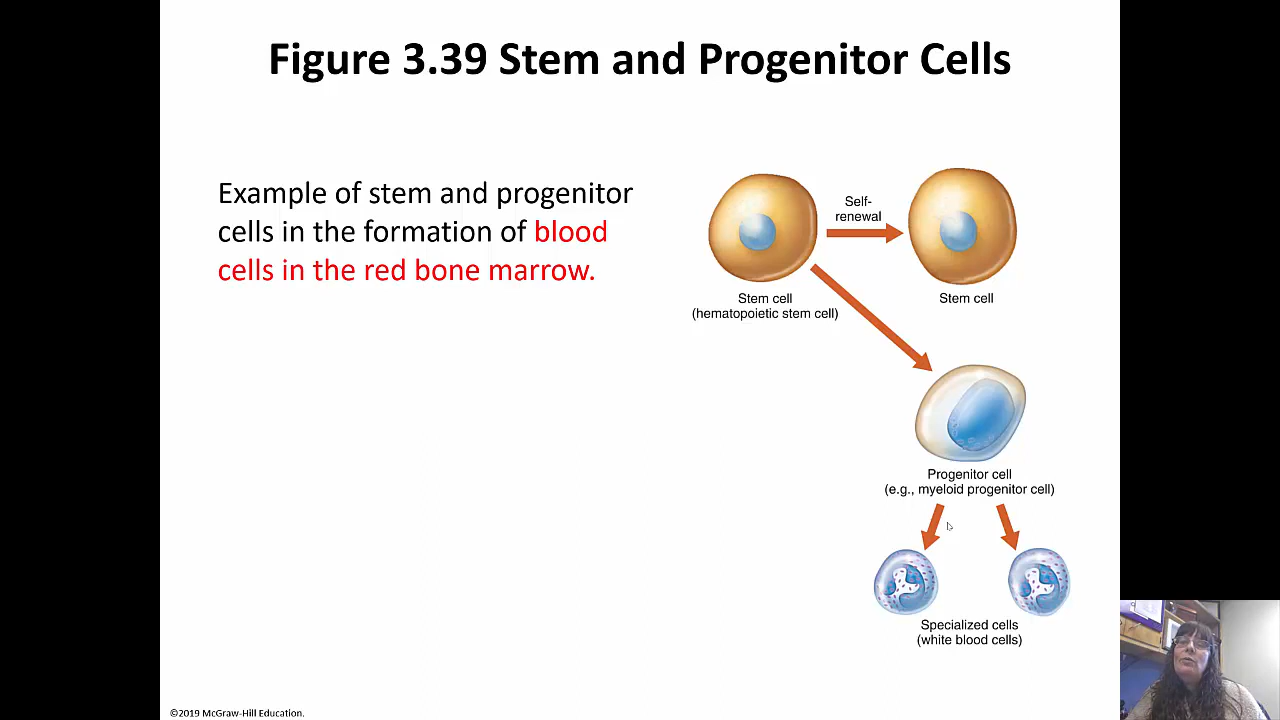 Figure 3.39 Stem and Progenitor Cells
Example of stem and progenitor
cells in the formation of blood
cells in the red bone marrow.
Self-
renewal
Stem cell
(hematopoietic stem cell)
Stem cell
Progenitor cell
(e.g., myeloid progenitor cell)
Specialized cells
(white blood cells)
©2019 McGraw-Hill Education.